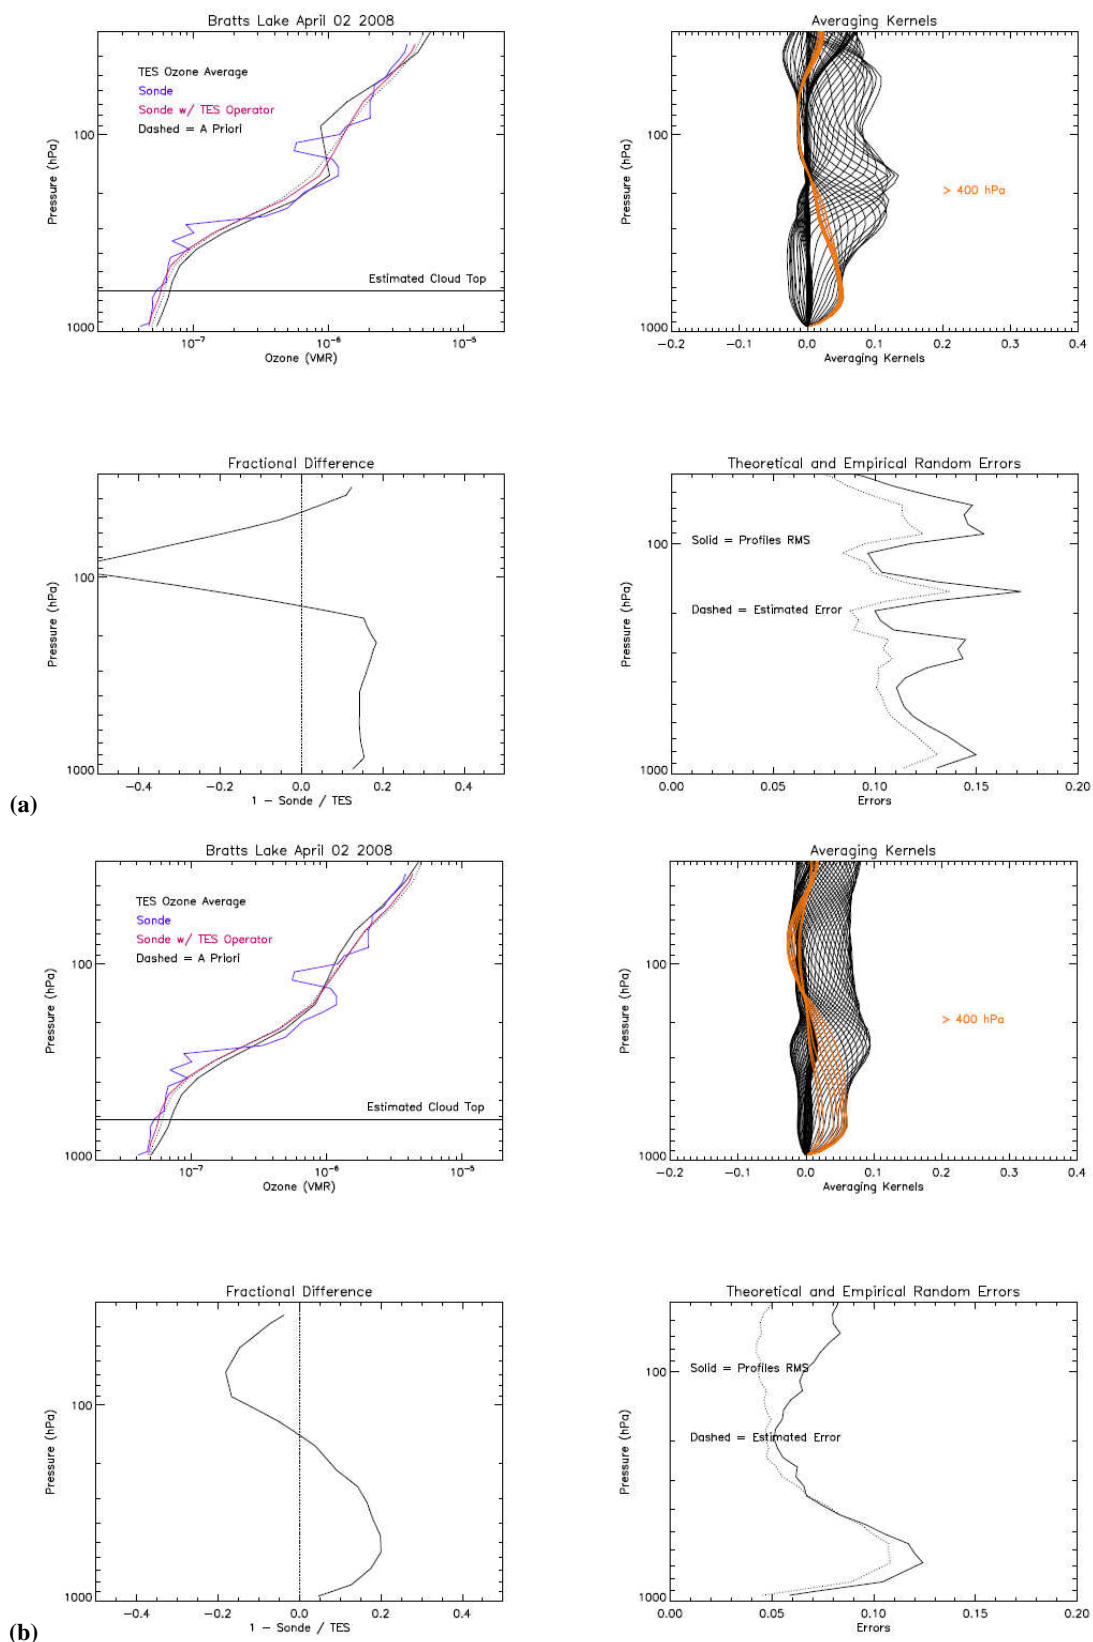 Bratts Lake April 02 2008
TES Ozone Average
Sonde
Sonde w/ TES Operator
Dashed = A Priori
Estimated Cloud Top
100
1000
Pressure (hPa)
10⁻⁷ 10⁻⁶ 10⁻⁵
Ozone (VMR)
Averaging Kernels
> 400 hPa
100
1000
Pressure (hPa)
−0.2 −0.1 0.0 0.1 0.2 0.3 0.4
Averaging Kernels
Fractional Difference
100
1000
Pressure (hPa)
−0.4 −0.2 0.0 0.2 0.4
1 − Sonde / TES
Theoretical and Empirical Random Errors
Solid = Profiles RMS
Dashed = Estimated Error
100
1000
Pressure (hPa)
0.00 0.05 0.10 0.15 0.20
Errors
(a)
Bratts Lake April 02 2008
TES Ozone Average
Sonde
Sonde w/ TES Operator
Dashed = A Priori
Estimated Cloud Top
100
1000
Pressure (hPa)
10⁻⁷ 10⁻⁶ 10⁻⁵
Ozone (VMR)
Averaging Kernels
> 400 hPa
100
1000
Pressure (hPa)
−0.2 −0.1 0.0 0.1 0.2 0.3 0.4
Averaging Kernels
Fractional Difference
100
1000
Pressure (hPa)
−0.4 −0.2 0.0 0.2 0.4
1 − Sonde / TES
Theoretical and Empirical Random Errors
Solid = Profiles RMS
Dashed = Estimated Error
100
1000
Pressure (hPa)
0.00 0.05 0.10 0.15 0.20
Errors
(b)